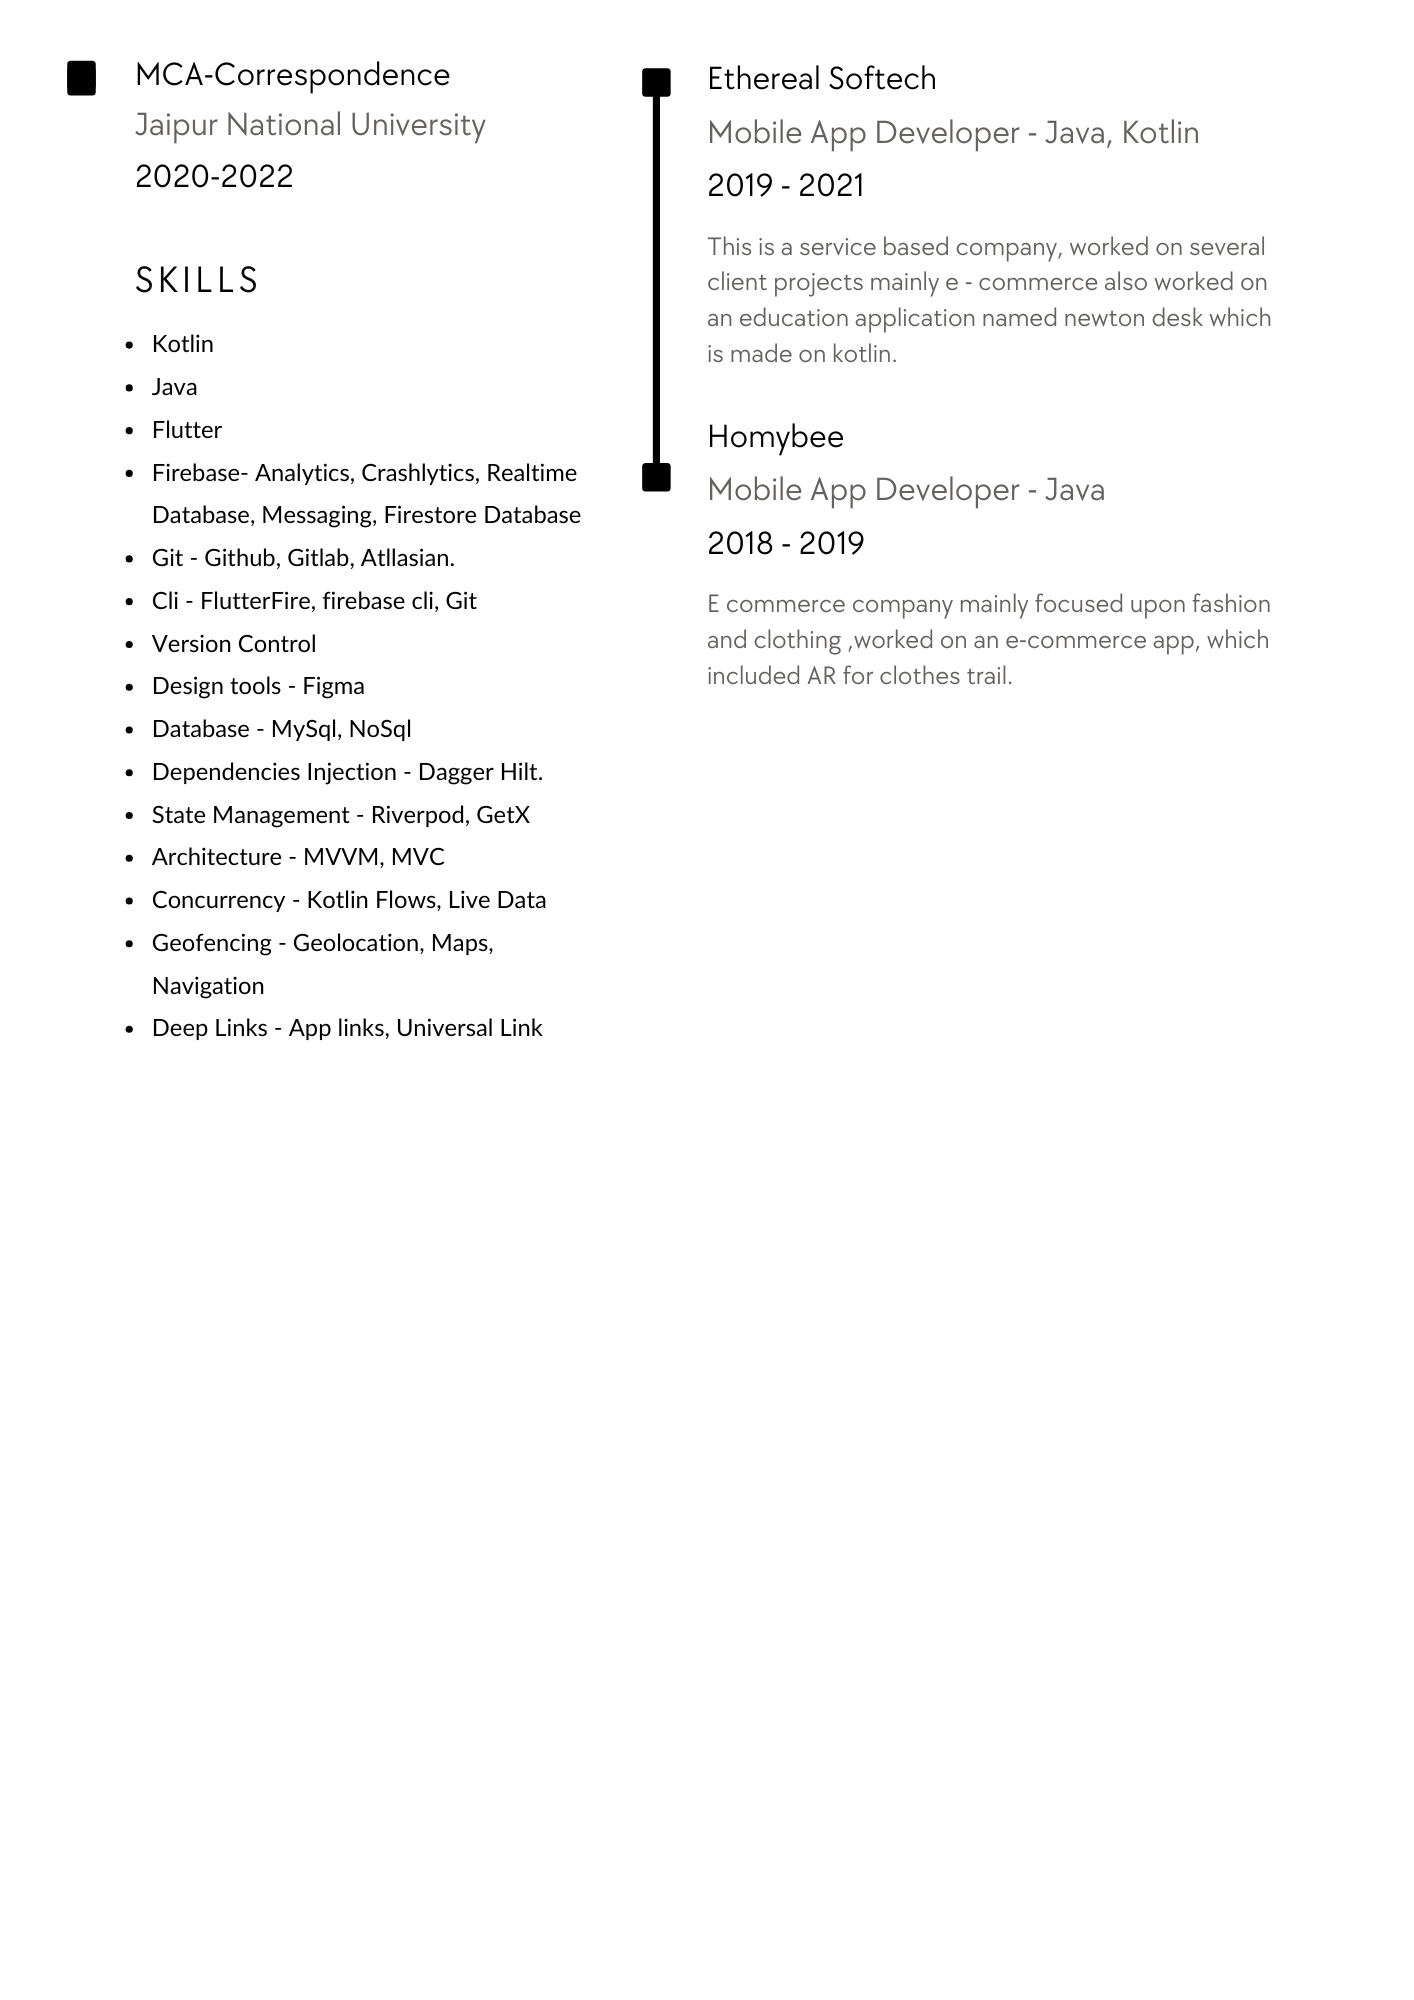 MCA-Correspondence
Jaipur National University
2020-2022
SKILLS
• Kotlin
• Java
• Flutter
• Firebase- Analytics, Crashlytics, Realtime
Database, Messaging, Firestore Database
• Git - Github, Gitlab, Atllasian.
• Cli - FlutterFire, firebase cli, Git
• Version Control
• Design tools - Figma
• Database - MySql, NoSql
• Dependencies Injection - Dagger Hilt.
• State Management - Riverpod, GetX
• Architecture - MVVM, MVC
• Concurrency - Kotlin Flows, Live Data
• Geofencing - Geolocation, Maps,
Navigation
• Deep Links - App links, Universal Link
Ethereal Softech
Mobile App Developer - Java, Kotlin
2019 - 2021
This is a service based company, worked on several
client projects mainly e - commerce also worked on
an education application named newton desk which
is made on kotlin.
Homybee
Mobile App Developer - Java
2018 - 2019
E commerce company mainly focused upon fashion
and clothing ,worked on an e-commerce app, which
included AR for clothes trail.